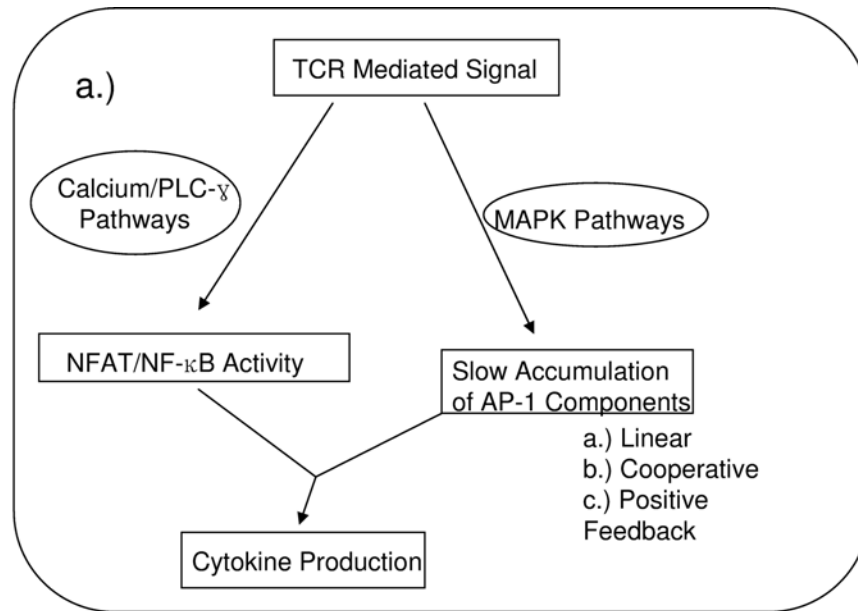 a.)
TCR Mediated Signal
Calcium/PLC-ɣ
Pathways
MAPK Pathways
NFAT/NF-κB Activity
Slow Accumulation
of AP-1 Components
a.) Linear
b.) Cooperative
c.) Positive
Feedback
Cytokine Production